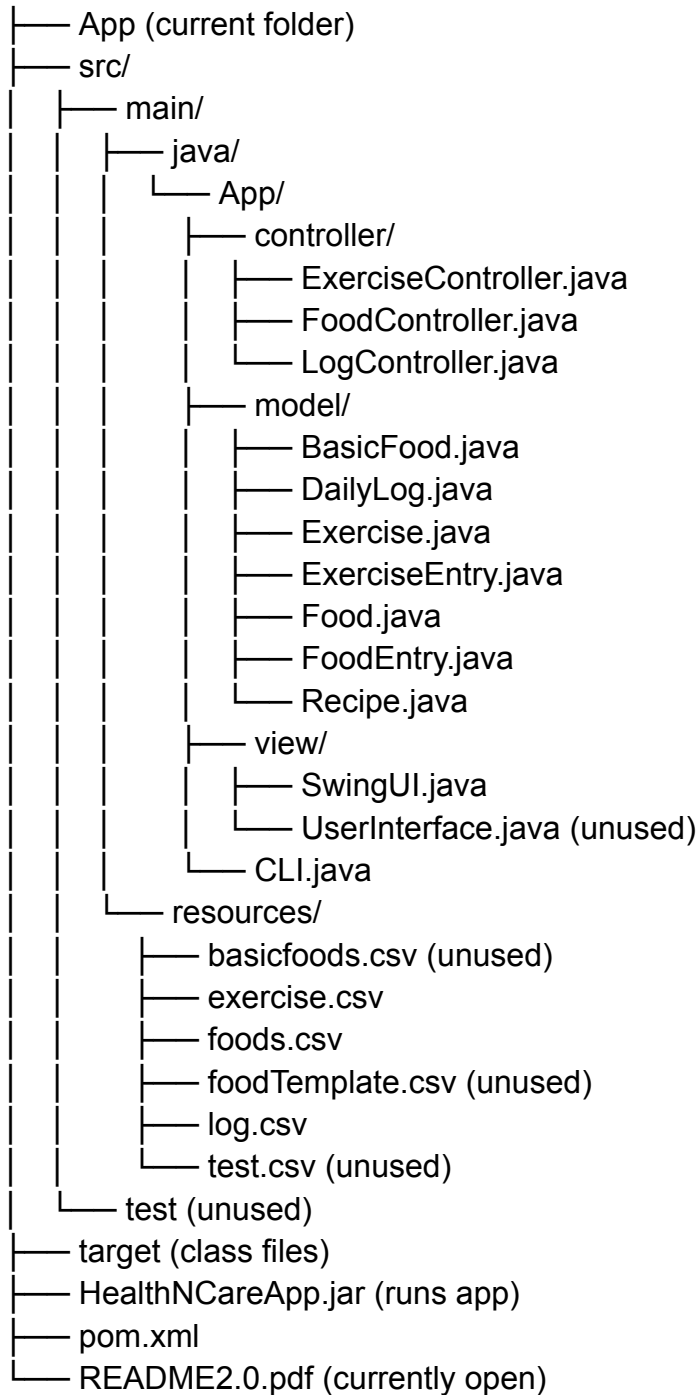 ├── App (current folder)
├── src/
│ ├── main/
│ │ ├── java/
│ │ │ └── App/
│ │ │ ├── controller/
│ │ │ │ ├── ExerciseController.java
│ │ │ │ ├── FoodController.java
│ │ │ │ └── LogController.java
│ │ │ ├── model/
│ │ │ │ ├── BasicFood.java
│ │ │ │ ├── DailyLog.java
│ │ │ │ ├── Exercise.java
│ │ │ │ ├── ExerciseEntry.java
│ │ │ │ ├── Food.java
│ │ │ │ ├── FoodEntry.java
│ │ │ │ └── Recipe.java
│ │ │ ├── view/
│ │ │ │ ├── SwingUI.java
│ │ │ │ └── UserInterface.java (unused)
│ │ │ └── CLI.java
│ │ └── resources/
│ │ ├── basicfoods.csv (unused)
│ │ ├── exercise.csv
│ │ ├── foods.csv
│ │ ├── foodTemplate.csv (unused)
│ │ ├── log.csv
│ │ └── test.csv (unused)
│ └── test (unused)
├── target (class files)
├── HealthNCareApp.jar (runs app)
├── pom.xml
└── README2.0.pdf (currently open)